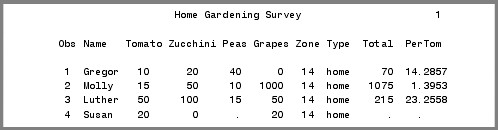 Home Gardening Survey 1
Obs Name Tomato Zucchini Peas Grapes Zone Type Total PerTom
1 Gregor 10 20 40 0 14 home 70 14.2857
2 Molly 15 50 10 1000 14 home 1075 1.3953
3 Luther 50 100 15 50 14 home 215 23.2558
4 Susan 20 0 . 20 14 home . .